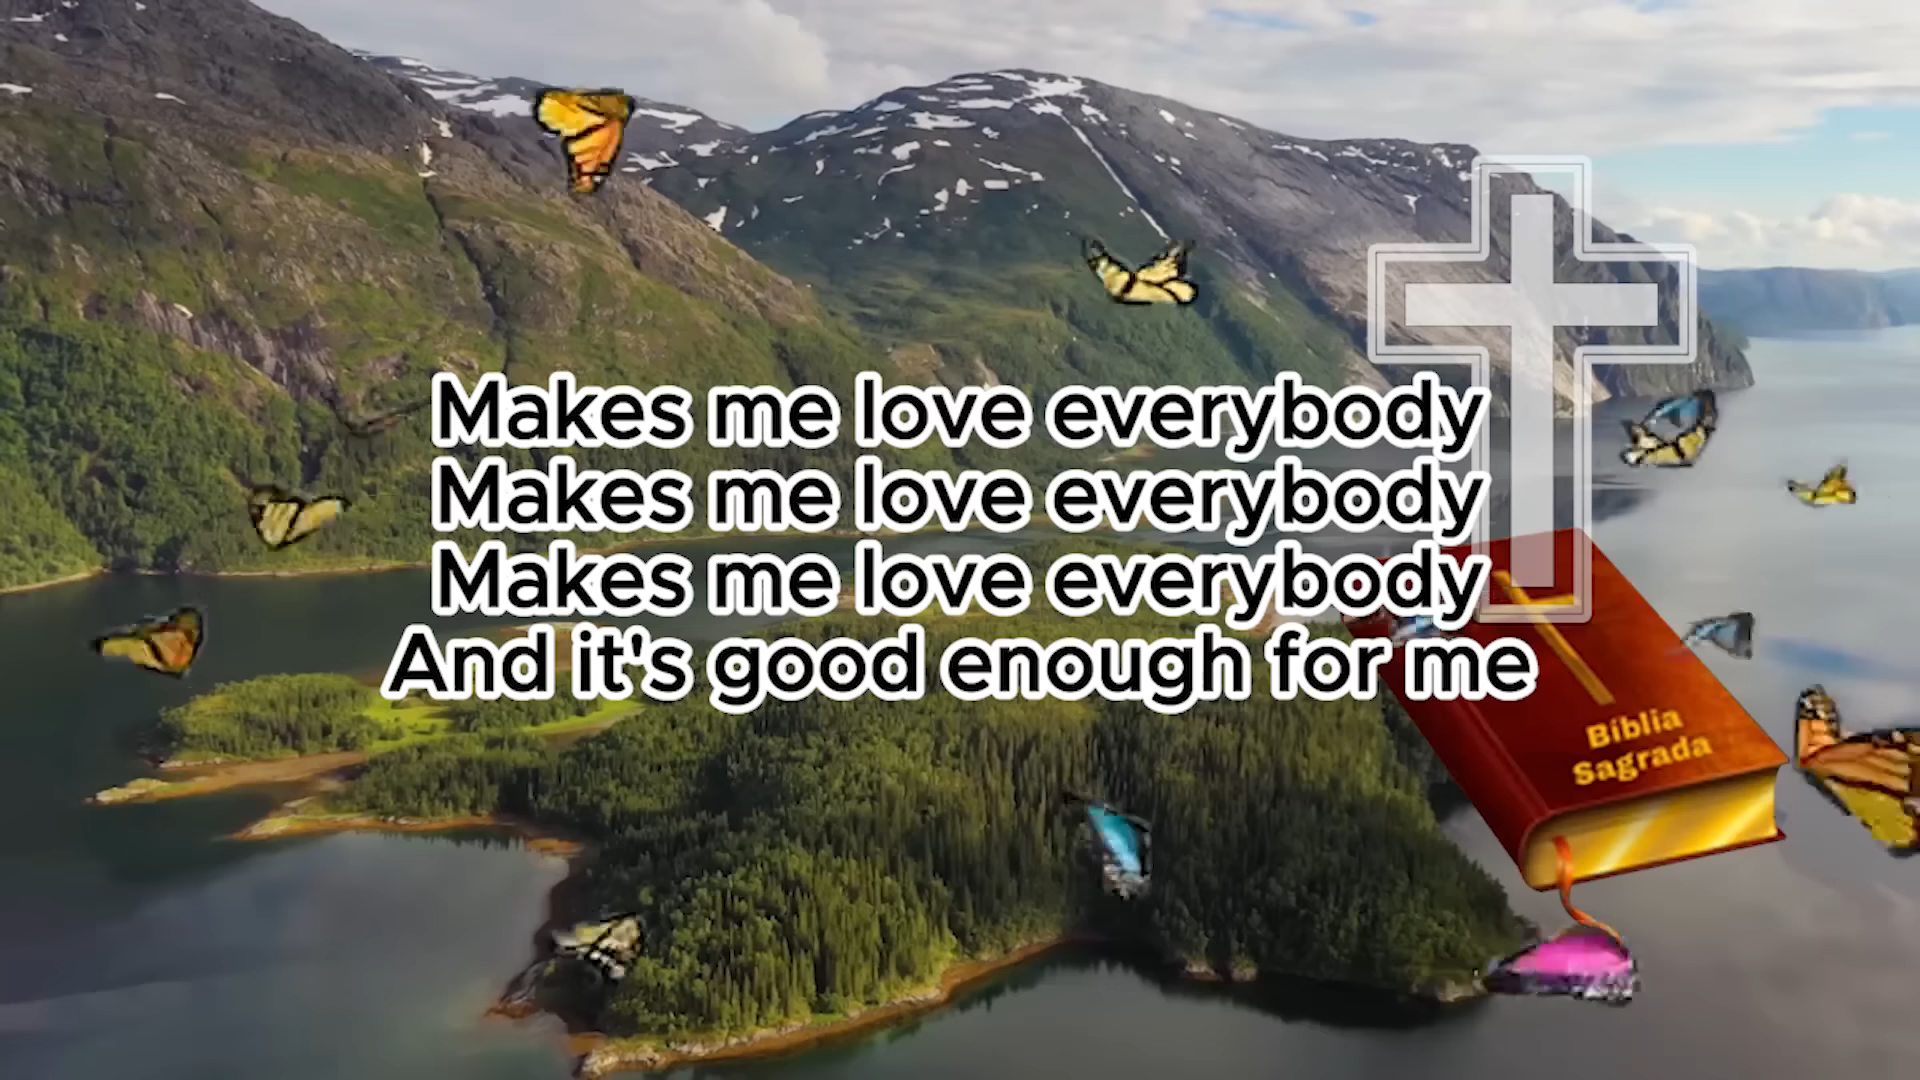 Makes me love everybody
Makes me love everybody
Makes me love everybody
And it's good enough for me
Bíblia
Sagrada